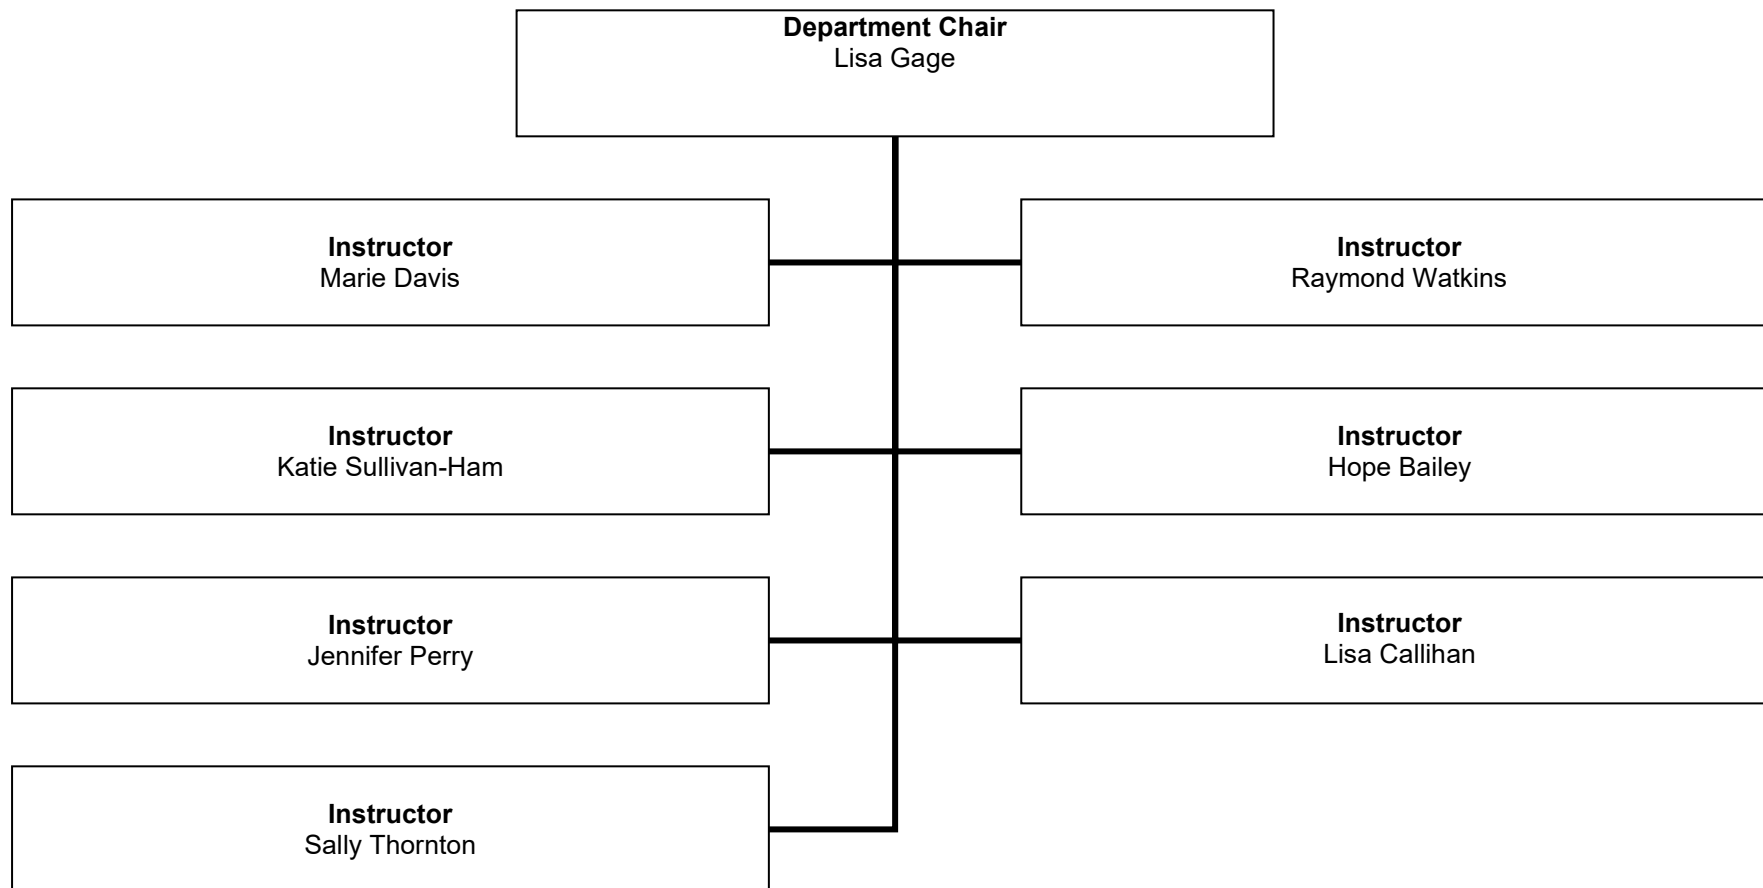 Department Chair
Lisa Gage
Instructor
Marie Davis
Instructor
Raymond Watkins
Instructor
Katie Sullivan-Ham
Instructor
Hope Bailey
Instructor
Jennifer Perry
Instructor
Lisa Callihan
Instructor
Sally Thornton